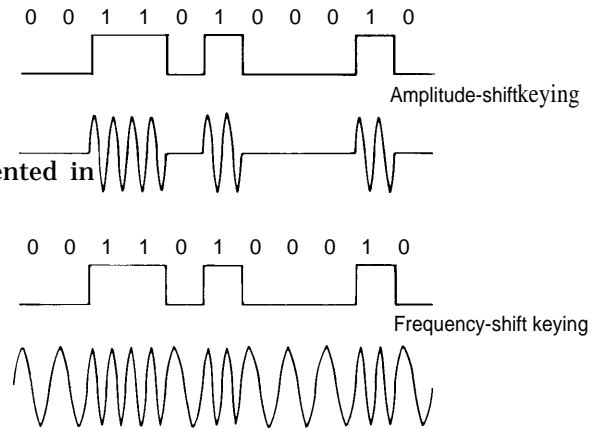 0 0 1 1 0 1 0 0 0 1 0
Amplitude-shiftkeying
ented in
0 0 1 1 0 1 0 0 0 1 0
Frequency-shift keying